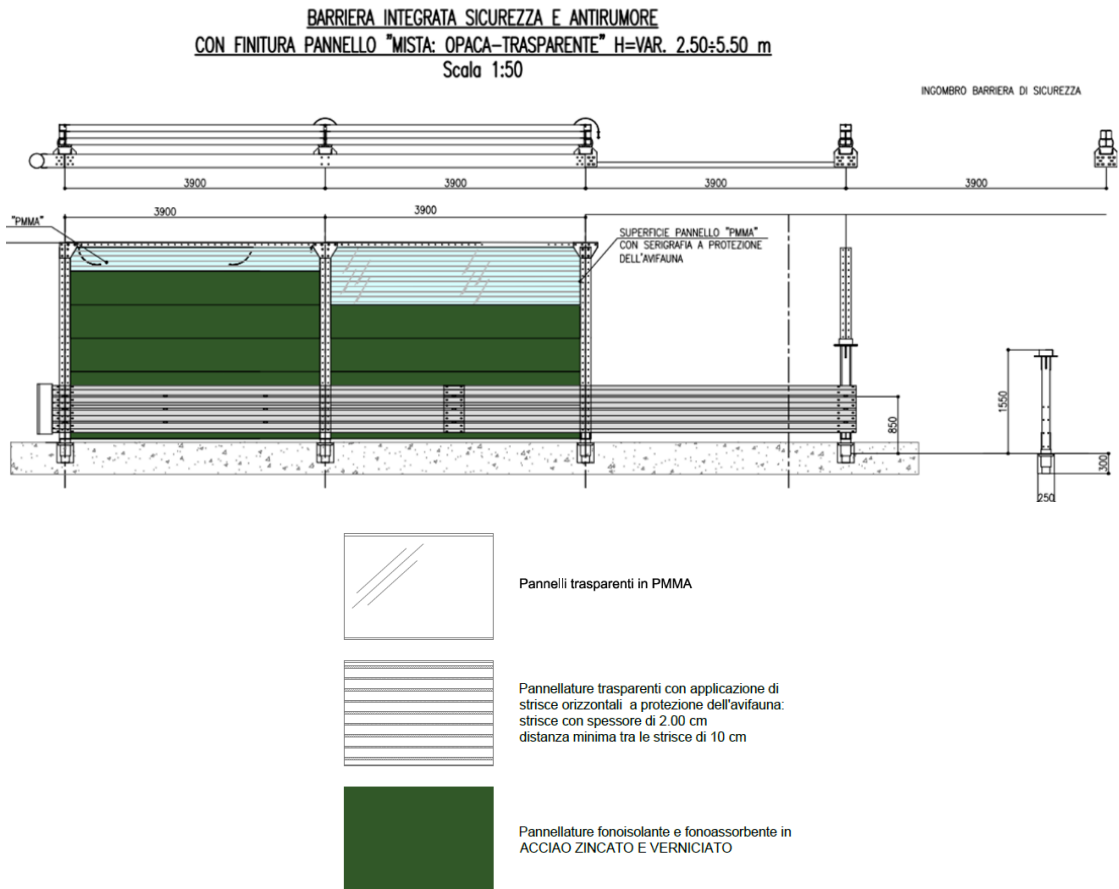 BARRIERA INTEGRATA SICUREZZA E ANTIRUMORE
CON FINITURA PANNELLO "MISTA: OPACA-TRASPARENTE" H=VAR. 2.50÷5.50 m
Scala 1:50
INGOMBRO BARRIERA DI SICUREZZA
3900 3900 3900 3900
3900 3900
"PMMA"
SUPERFICIE PANNELLO "PMMA"
CON SERIGRAFIA A PROTEZIONE
DELL'AVIFAUNA
850
1550
300
250
Pannelli trasparenti in PMMA
Pannellature trasparenti con applicazione di
strisce orizzontali a protezione dell'avifauna:
strisce con spessore di 2.00 cm
distanza minima tra le strisce di 10 cm
Pannellature fonoisolante e fonoassorbente in
ACCIAO ZINCATO E VERNICIATO